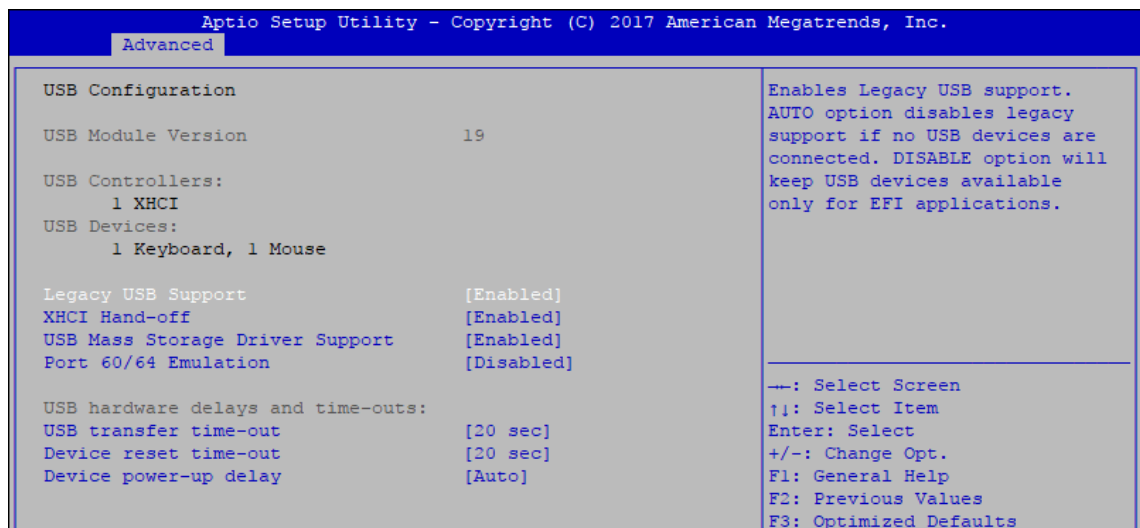 Aptio Setup Utility - Copyright (C) 2017 American Megatrends, Inc.
Advanced
USB Configuration
USB Module Version 19
USB Controllers:
1 XHCI
USB Devices:
1 Keyboard, 1 Mouse
Legacy USB Support [Enabled]
XHCI Hand-off [Enabled]
USB Mass Storage Driver Support [Enabled]
Port 60/64 Emulation [Disabled]
USB hardware delays and time-outs:
USB transfer time-out [20 sec]
Device reset time-out [20 sec]
Device power-up delay [Auto]
Enables Legacy USB support.
AUTO option disables legacy
support if no USB devices are
connected. DISABLE option will
keep USB devices available
only for EFI applications.
→←: Select Screen
↑↓: Select Item
Enter: Select
+/-: Change Opt.
F1: General Help
F2: Previous Values
F3: Optimized Defaults